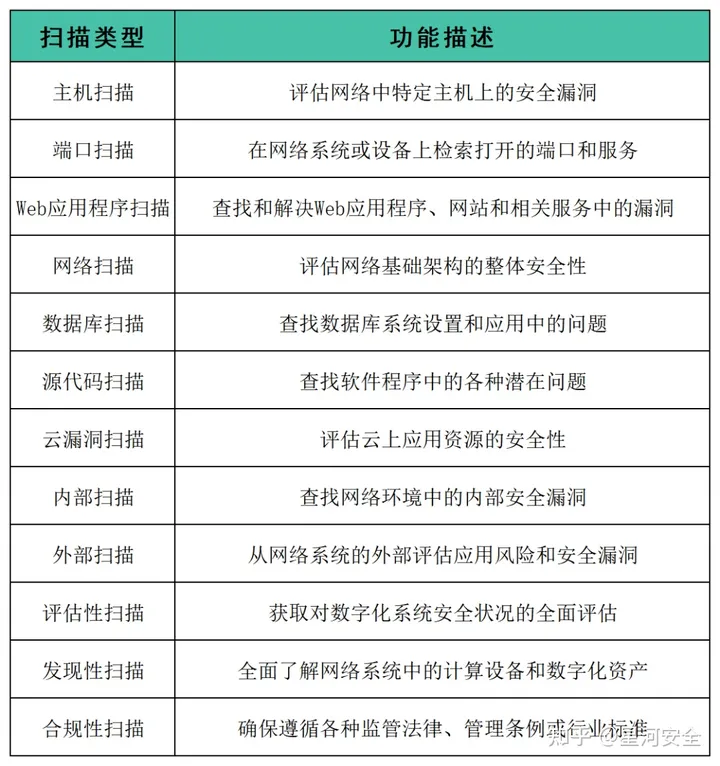 扫描类型 功能描述
主机扫描 评估网络中特定主机上的安全漏洞
端口扫描 在网络系统或设备上检索打开的端口和服务
Web应用程序扫描 查找和解决Web应用程序、网站和相关服务中的漏洞
网络扫描 评估网络基础架构的整体安全性
数据库扫描 查找数据库系统设置和应用中的问题
源代码扫描 查找软件程序中的各种潜在问题
云漏洞扫描 评估云上应用资源的安全性
内部扫描 查找网络环境中的内部安全漏洞
外部扫描 从网络系统的外部评估应用风险和安全漏洞
评估性扫描 获取对数字化系统安全状况的全面评估
发现性扫描 全面了解网络系统中的计算设备和数字化资产
合规性扫描 确保遵循各种监管法律、管理条例或行业标准
知乎 @星河安全